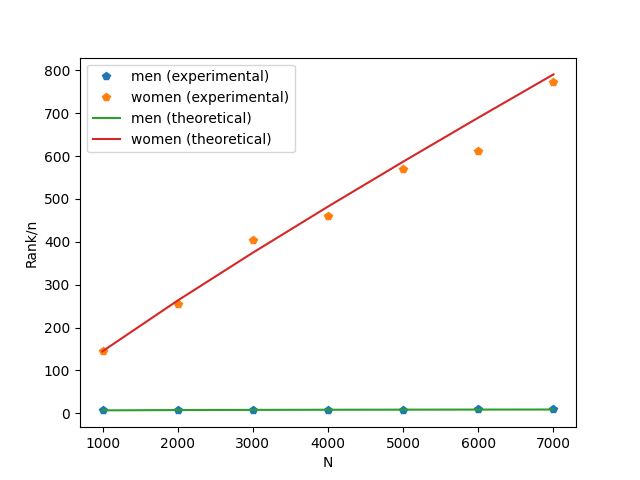 men (experimental)
women (experimental)
men (theoretical)
women (theoretical)
Rank/n
800
700
600
500
400
300
200
100
0
1000 2000 3000 4000 5000 6000 7000
N